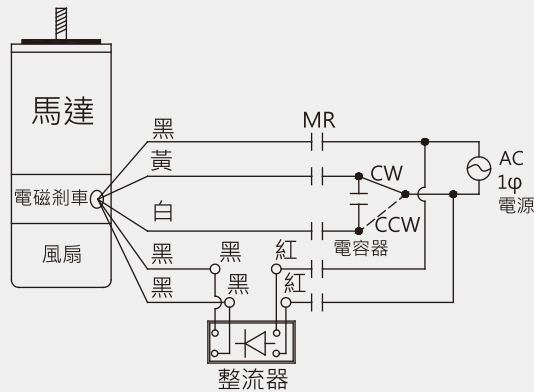 馬達
電磁剎車
風扇
黑
黃
白
黑
黑
MR
CW
CCW
電容器
AC
1φ
電源
黑
紅
黑
紅
整流器